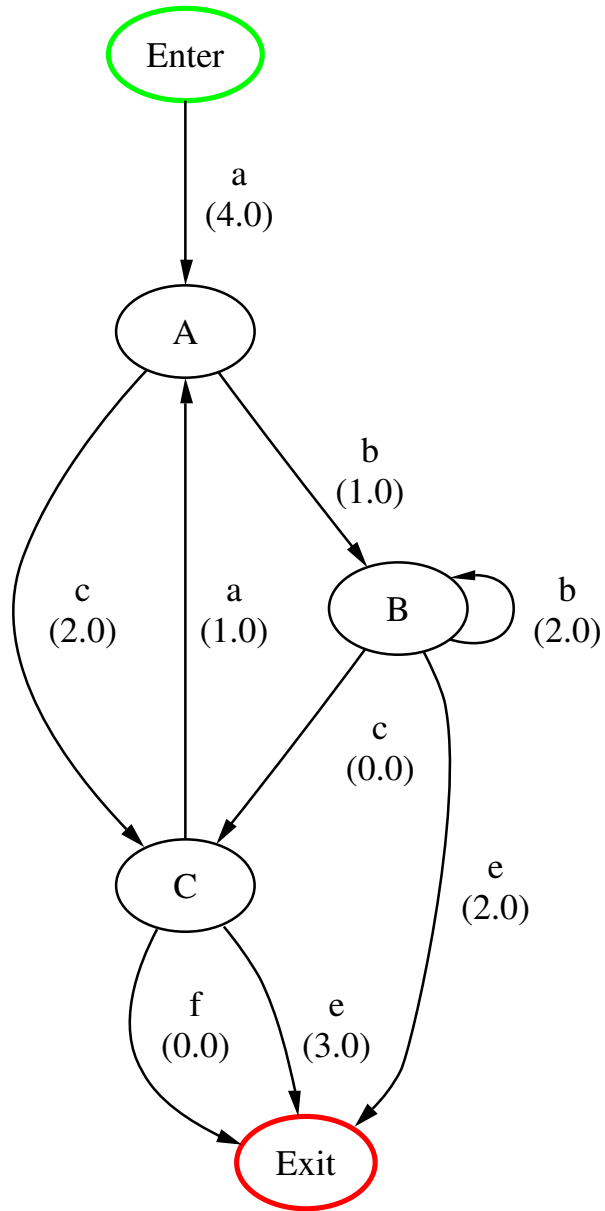 Enter
a
(4.0)
A
b
(1.0)
c
(2.0)
a
(1.0)
B
b
(2.0)
c
(0.0)
C
e
(2.0)
f
(0.0)
e
(3.0)
Exit